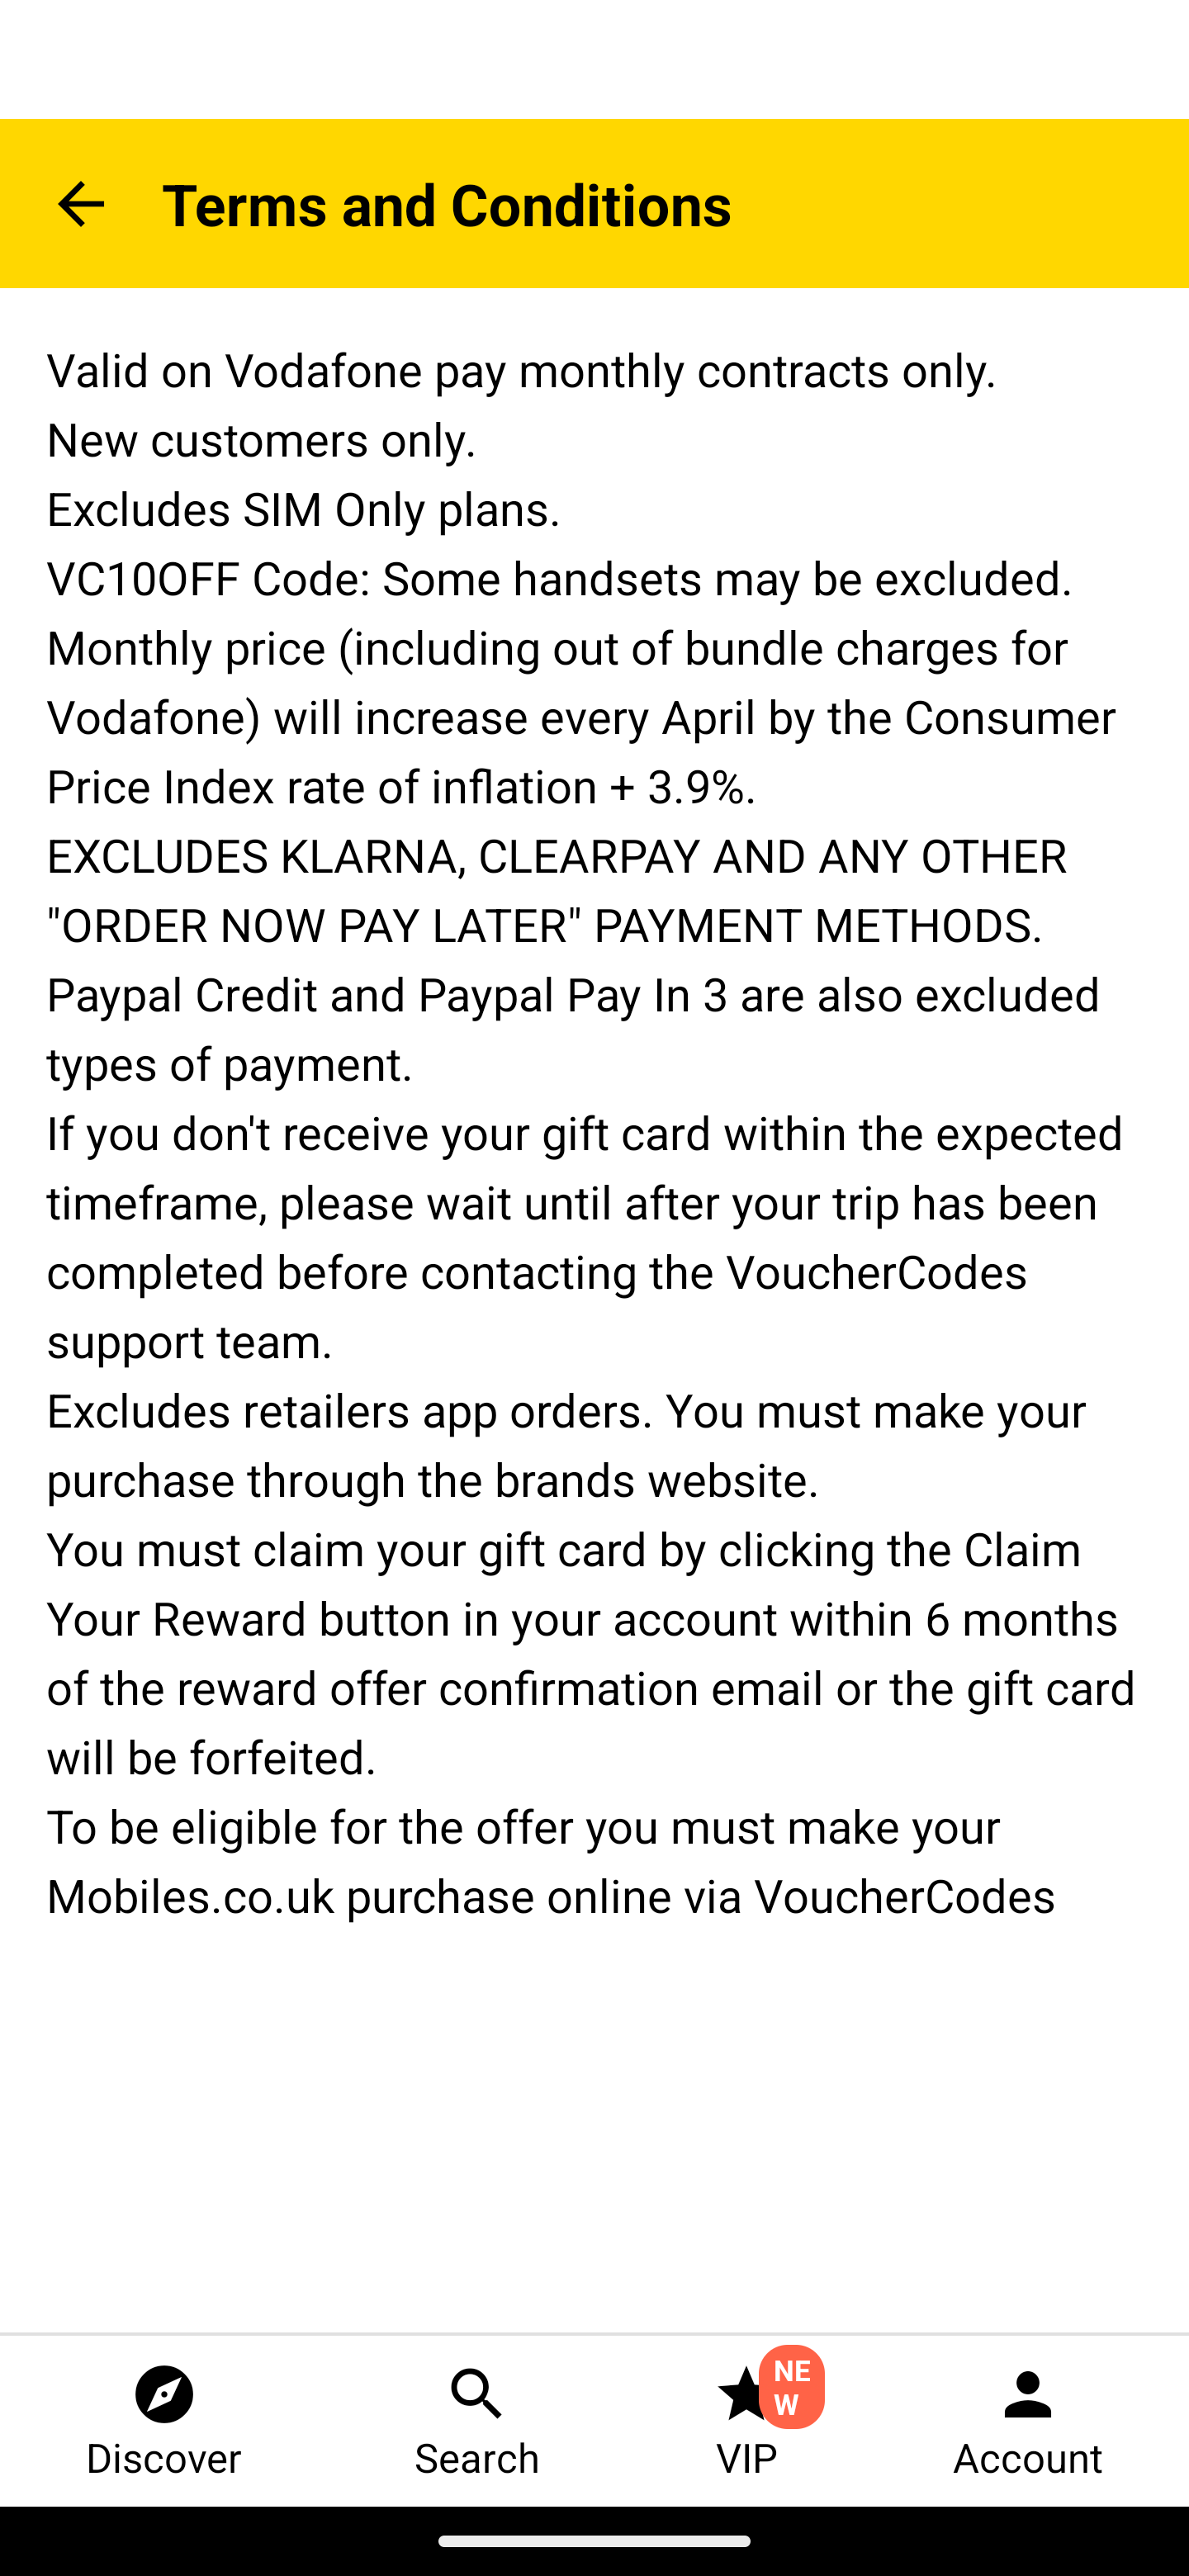 Terms and Conditions
Valid on Vodafone pay monthly contracts only.
New customers only.
Excludes SIM Only plans.
VC10OFF Code: Some handsets may be excluded.
Monthly price (including out of bundle charges for
Vodafone) will increase every April by the Consumer
Price Index rate of inflation + 3.9%.
EXCLUDES KLARNA, CLEARPAY AND ANY OTHER
"ORDER NOW PAY LATER" PAYMENT METHODS.
Paypal Credit and Paypal Pay In 3 are also excluded
types of payment.
If you don't receive your gift card within the expected
timeframe, please wait until after your trip has been
completed before contacting the VoucherCodes
support team.
Excludes retailers app orders. You must make your
purchase through the brands website.
You must claim your gift card by clicking the Claim
Your Reward button in your account within 6 months
of the reward offer confirmation email or the gift card
will be forfeited.
To be eligible for the offer you must make your
Mobiles.co.uk purchase online via VoucherCodes
NE
W
Discover
Search
VIP
Account